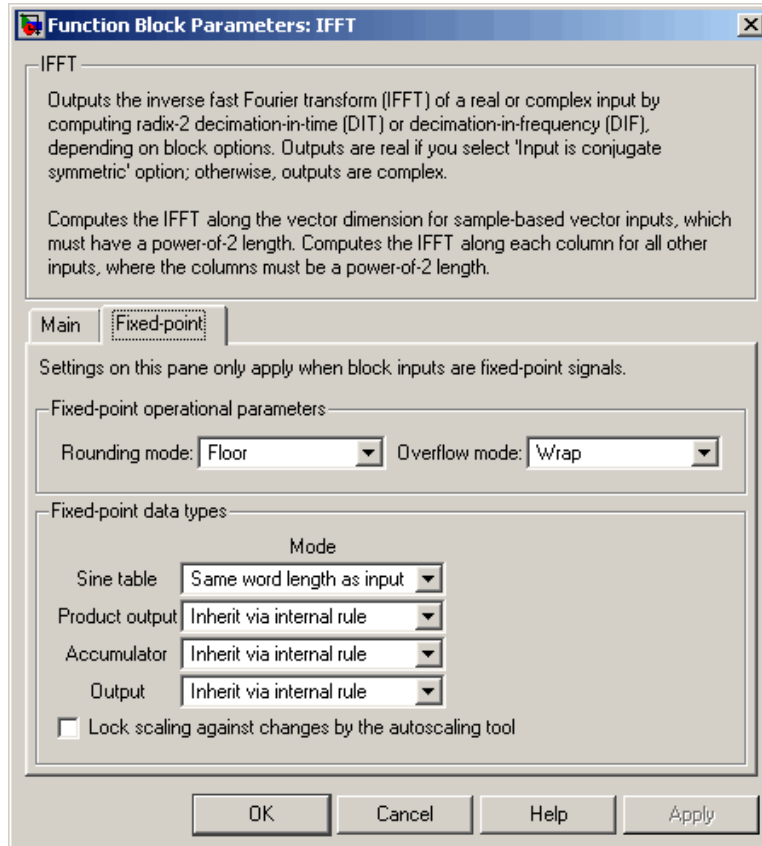 Function Block Parameters: IFFT
IFFT
Outputs the inverse fast Fourier transform (IFFT) of a real or complex input by
computing radix-2 decimation-in-time (DIT) or decimation-in-frequency (DIF),
depending on block options. Outputs are real if you select 'Input is conjugate
symmetric' option; otherwise, outputs are complex.
Computes the IFFT along the vector dimension for sample-based vector inputs, which
must have a power-of-2 length. Computes the IFFT along each column for all other
inputs, where the columns must be a power-of-2 length.
Main Fixed-point
Settings on this pane only apply when block inputs are fixed-point signals.
Fixed-point operational parameters
Rounding mode: Floor Overflow mode: Wrap
Fixed-point data types
Mode
Sine table Same word length as input
Product output Inherit via internal rule
Accumulator Inherit via internal rule
Output Inherit via internal rule
Lock scaling against changes by the autoscaling tool
OK Cancel Help Apply